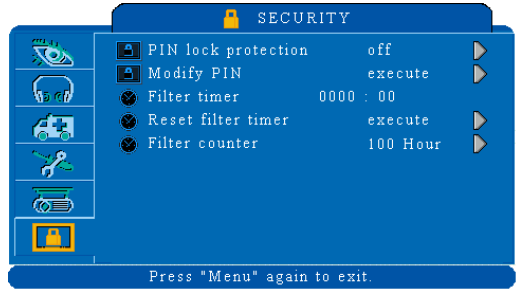 SECURITY
PIN lock protection off
Modify PIN execute
Filter timer 0000 : 00
Reset filter timer execute
Filter counter 100 Hour
Press "Menu" again to exit.